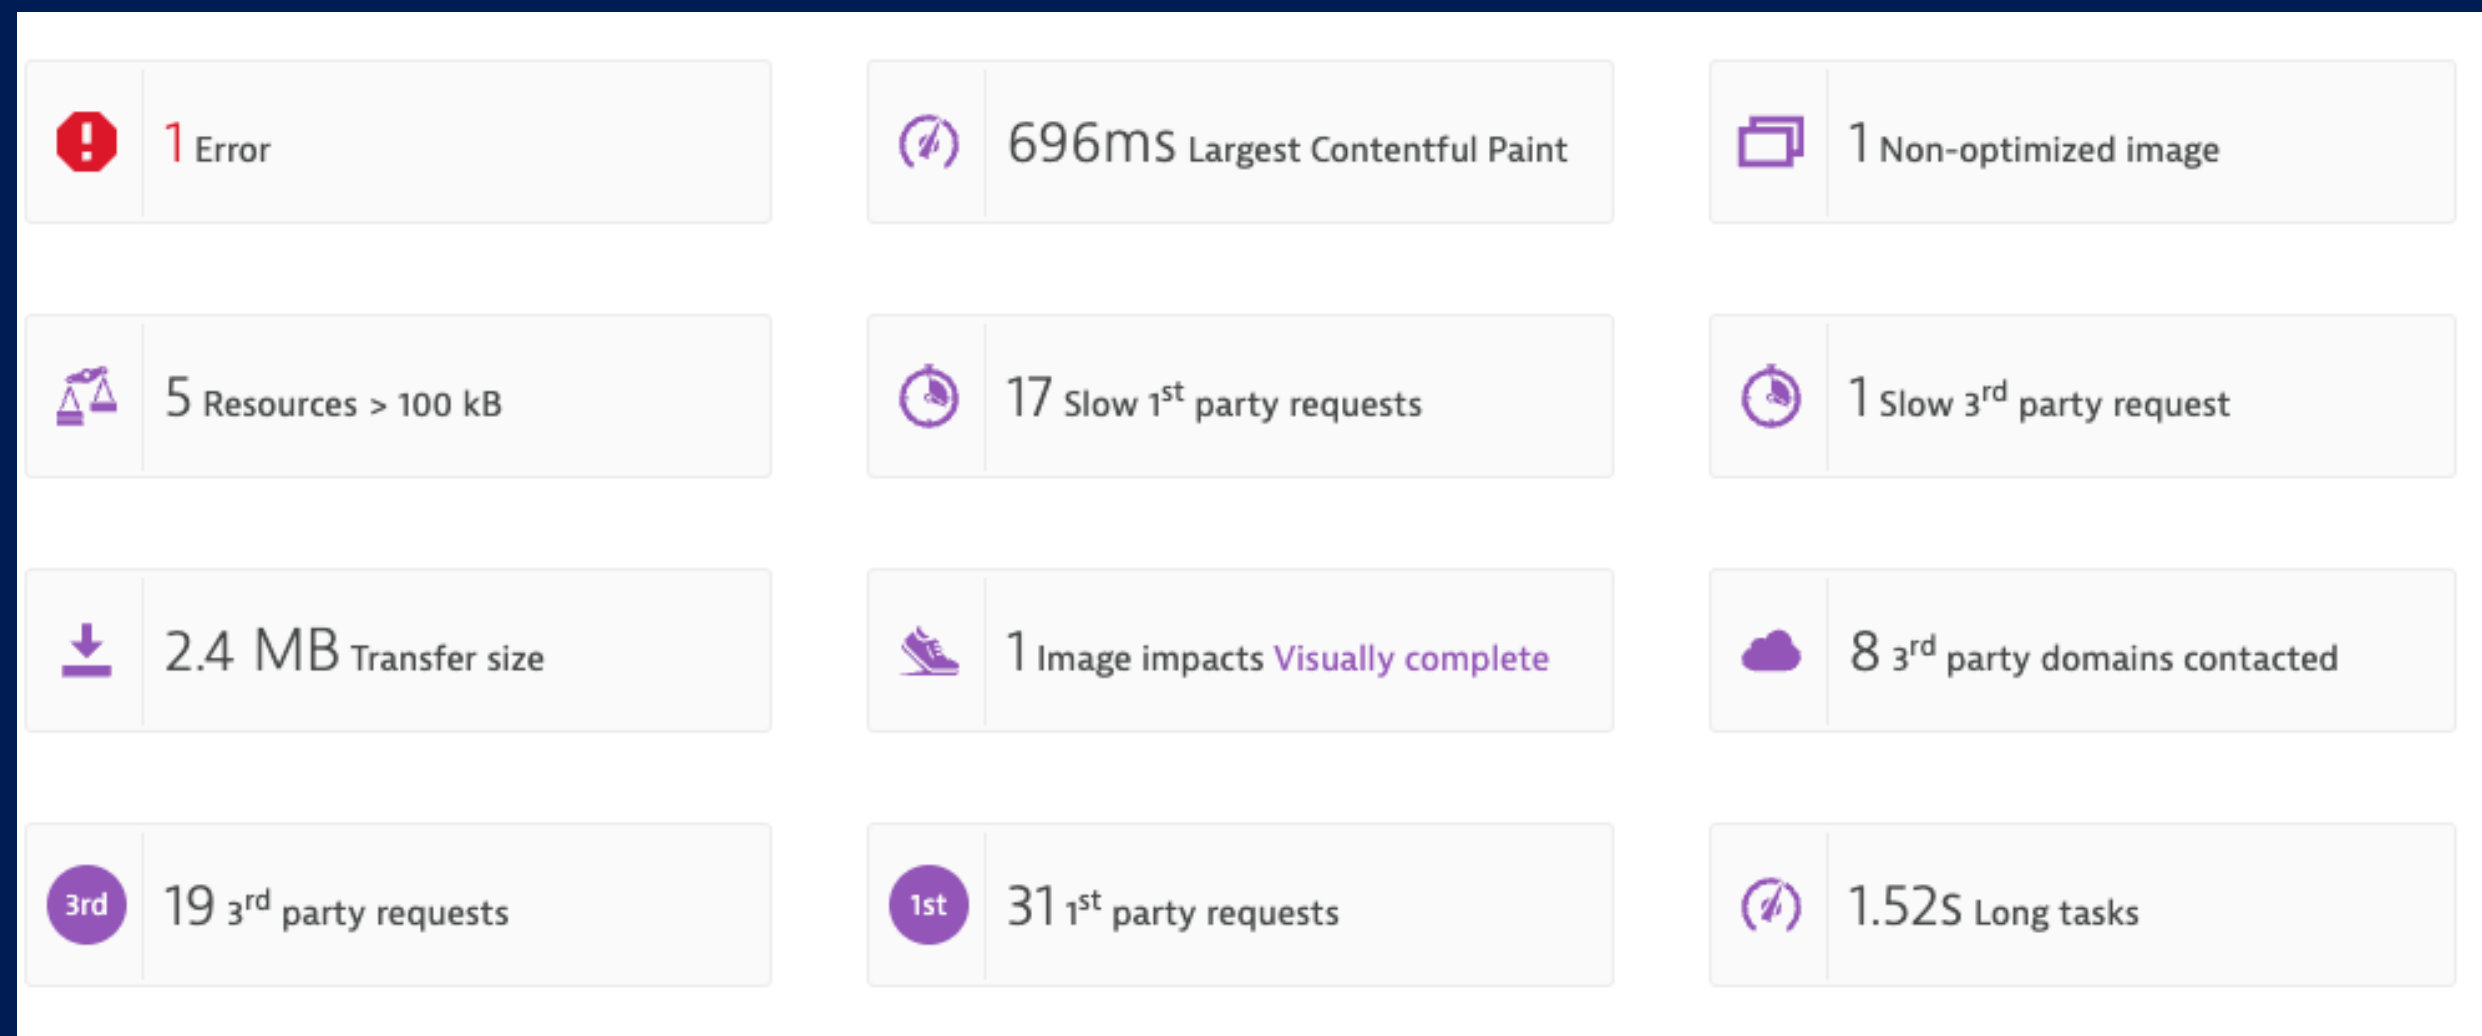 1 Error
696ms Largest Contentful Paint
1 Non-optimized image
5 Resources > 100 kB
17 Slow 1st party requests
1 Slow 3rd party request
2.4 MB Transfer size
1 Image impacts Visually complete
8 3rd party domains contacted
3rd
19 3rd party requests
1st
31 1st party requests
1.52s Long tasks